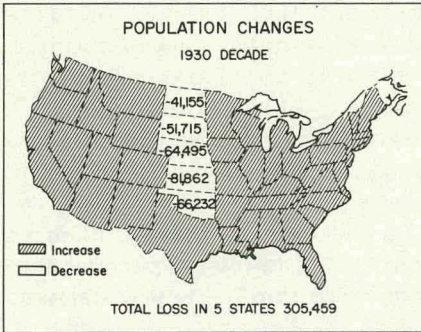 POPULATION CHANGES
1930 DECADE
-41,155
-51,715
-64,495
-81,862
-66,232
Increase
Decrease
TOTAL LOSS IN 5 STATES 305,459